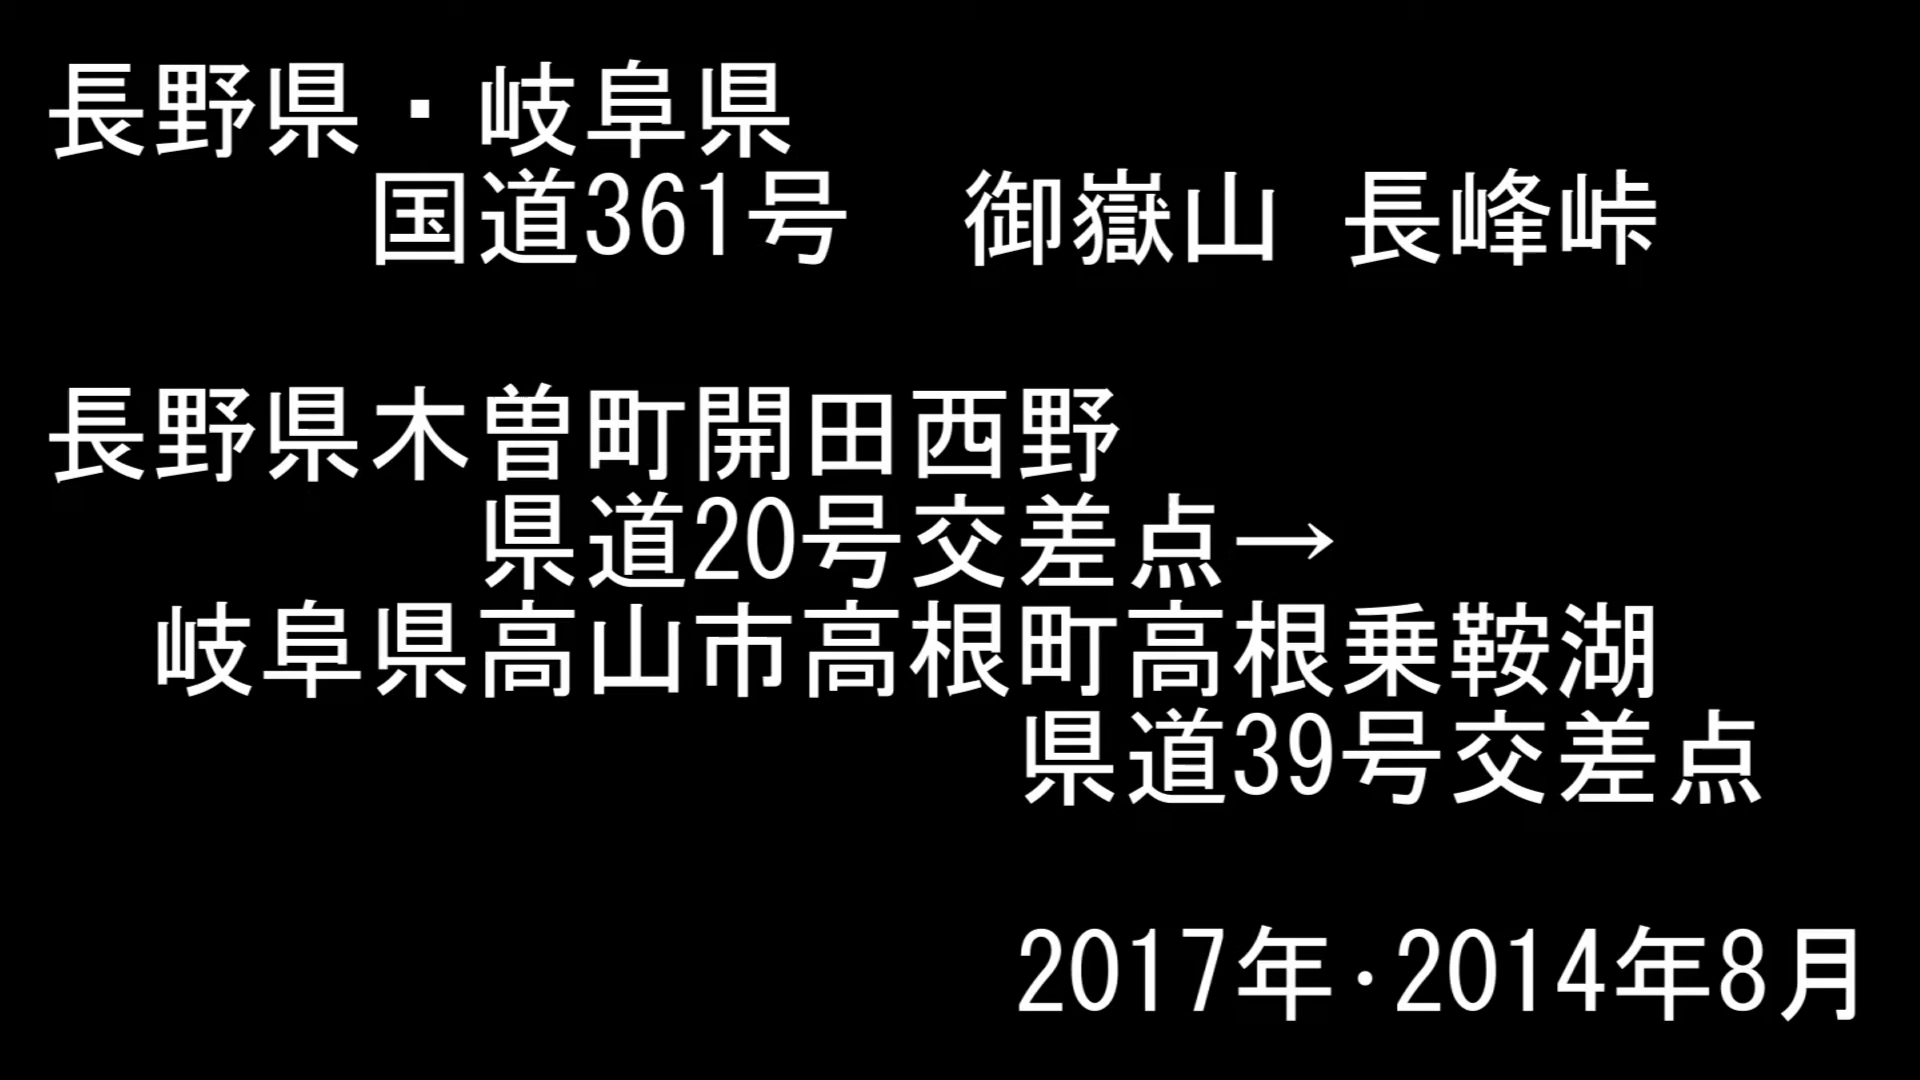 長野県・岐阜県
国道361号　御嶽山 長峰峠
長野県木曽町開田西野
県道20号交差点→
岐阜県高山市高根町高根乗鞍湖
県道39号交差点
2017年･2014年8月